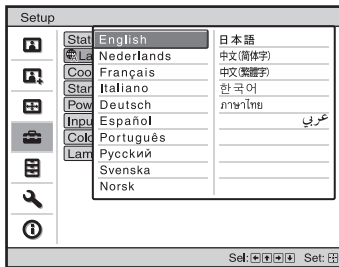 Setup
Stat
La
Coo
Star
Pow
Inpu
Colo
Lam
English
Nederlands
Français
Italiano
Deutsch
Español
Português
Русский
Svenska
Norsk
日本語
中文(简体字)
中文(繁體字)
한국어
ภาษาไทย
عربي
Sel: Set: